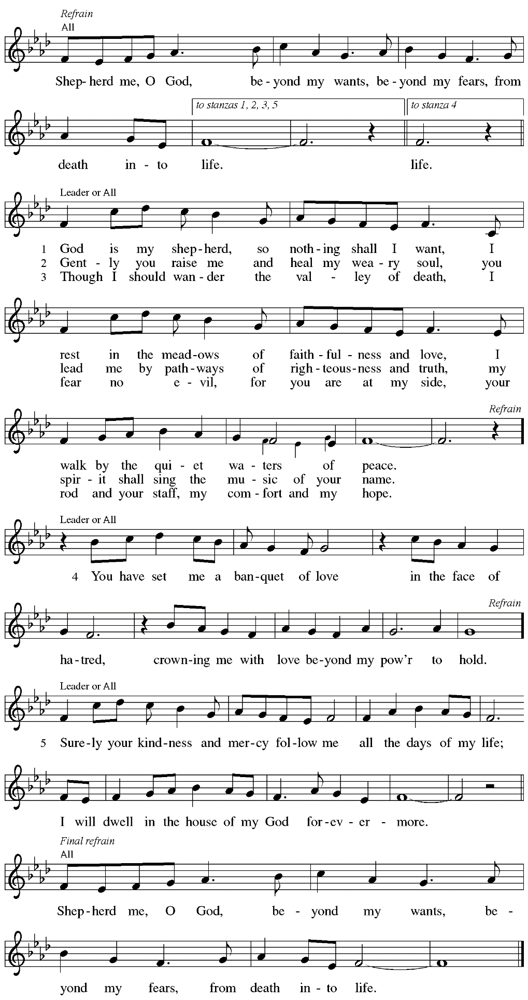 Refrain
All
Shep- herd me, O God, be - yond my wants, be - yond my fears, from
to stanzas 1, 2, 3, 5 to stanza 4
death in - to life. life.
Leader or All
1 God is my shep - herd, so noth - ing shall I want, I
2 Gent - ly you raise me and heal my wea - ry soul, you
3 Though I should wan - der the val - ley of death, I
rest in the mead - ows of faith - ful - ness and love, I
lead me by path - ways of righ - teous - ness and truth, my
fear no e - vil, for you are at my side, your
Refrain
walk by the qui - et wa - ters of peace.
spir - it shall sing the mu - sic of your name.
rod and your staff, my com - fort and my hope.
Leader or All
4 You have set me a ban - quet of love in the face of
Refrain
ha - tred, crown - ing me with love be - yond my pow'r to hold.
Leader or All
5 Sure - ly your kind - ness and mer - cy fol - low me all the days of my life;
I will dwell in the house of my God for - ev - er - more.
Final refrain
All
Shep - herd me, O God, be - yond my wants, be -
yond my fears, from death in - to life.